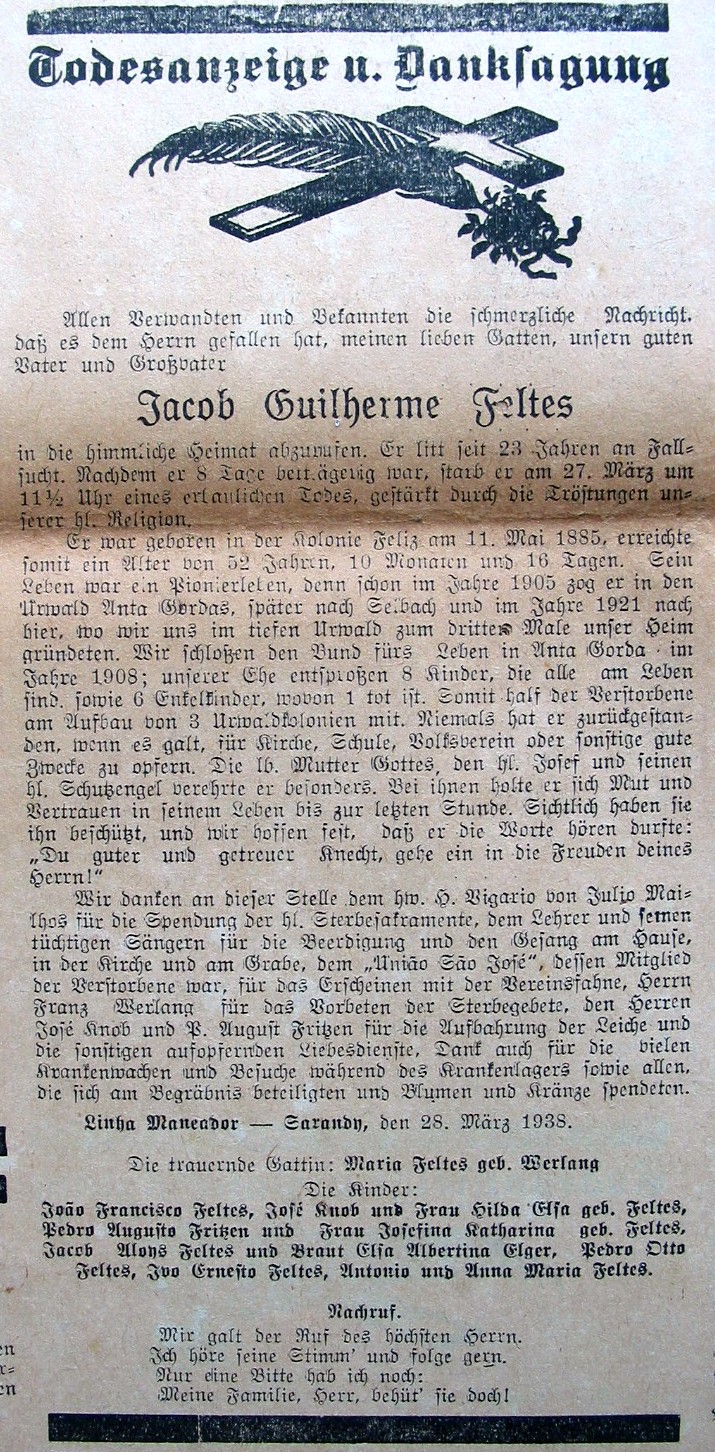 Todesanzeige u. Danksagung
Allen Verwandten und Bekannten die schmerzliche Nachricht.
daß es dem Herrn gefallen hat, meinen lieben Gatten, unsern guten
Vater und Großvater
Jacob Guilherme Feltes
in die himmliche Heimat abzurufen. Er litt seit 23 Jahren an Fall-
sucht. Nachdem er 8 Tage bettlägerig war, starb er am 27. März um
11½ Uhr eines erbaulichen Todes, gestärkt durch die Tröstungen un-
serer hl. Religion.
Er war geboren in der Kolonie Feliz am 11. Mai 1885, erreichte
somit ein Alter von 52 Jahren, 10 Monaten und 16 Tagen. Sein
Leben war ein Pionierleben, denn schon im Jahre 1905 zog er in den
Urwald Anta Gordas, später nach Selbach und im Jahre 1921 nach
hier, wo wir uns im tiefen Urwald zum dritten Male unser Heim
gründeten. Wir schloßen den Bund fürs Leben in Anta Gorda im
Jahre 1908; unserer Ehe entsproßen 8 Kinder, die alle am Leben
sind. sowie 6 Enkelkinder, wovon 1 tot ist. Somit half der Verstorbene
am Aufbau von 3 Urwaldkolonien mit. Niemals hat er zurückgestan-
den, wenn es galt, für Kirche, Schule, Volksverein oder sonstige gute
Zwecke zu opfern. Die lb. Mutter Gottes, den hl. Josef und seinen
hl. Schutzengel verehrte er besonders. Bei ihnen holte er sich Mut und
Vertrauen in seinem Leben bis zur letzten Stunde. Sichtlich haben sie
ihn beschützt, und wir hoffen fest, daß er die Worte hören durfte:
„Du guter und getreuer Knecht, gehe ein in die Freuden deines
Herrn!“
Wir danken an dieser Stelle dem hw. H. Vigario von Julio Mai-
lhos für die Spendung der hl. Sterbesakramente, dem Lehrer und seinen
tüchtigen Sängern für die Beerdigung und den Gesang am Hause,
in der Kirche und am Grabe, dem „União São José“, dessen Mitglied
der Verstorbene war, für das Erscheinen mit der Vereinsfahne, Herrn
Franz Werlang für das Vorbeten der Sterbegebete, den Herren
José Knob und P. August Fritzen für die Aufbahrung der Leiche und
die sonstigen aufopfernden Liebesdienste, Dank auch für die vielen
Krankenwachen und Besuche während des Krankenlagers sowie allen,
die sich am Begräbnis beteiligten und Blumen und Kränze spendeten.
Linha Maneador — Sarandy, den 28. März 1938.
Die trauernde Gattin: Maria Feltes geb. Werlang
Die Kinder:
João Francisco Feltes, José Knob und Frau Hilda Elsa geb. Feltes,
Pedro Augusto Fritzen und Frau Josefina Katharina geb. Feltes,
Jacob Aloys Feltes und Braut Elsa Albertina Elger, Pedro Otto
Feltes, Ivo Ernesto Feltes, Antonio und Anna Maria Feltes.
Nachruf.
Mir galt der Ruf des höchsten Herrn.
Ich höre seine Stimm' und folge gern.
Nur eine Bitte hab ich noch:
Meine Familie, Herr, behüt' sie doch!